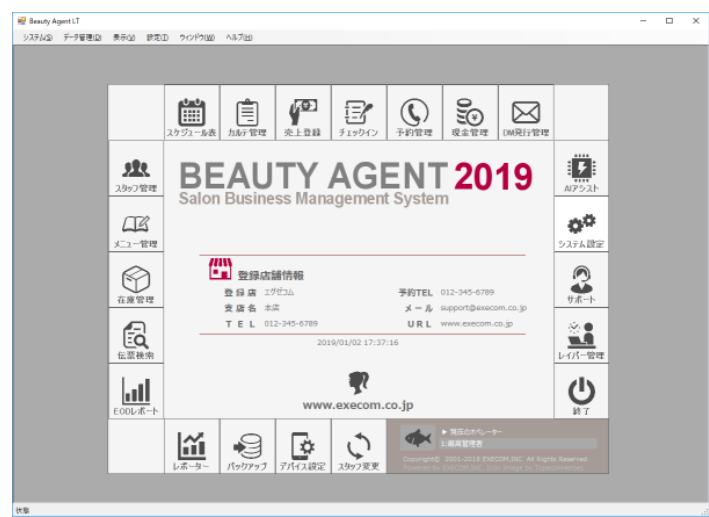 Beauty Agent LT
システム(S) データ管理(D) 表示(V) 設定(T) ウィンドウ(W) ヘルプ(H)
スケジュール表 カルテ管理 売上登録 チェックイン 予約管理 現金管理 DM発行管理
スタッフ管理
BEAUTY AGENT 2019
Salon Business Management System
AIアシスト
メニュー管理
システム設定
登録店舗情報
登録店 エグゼコム 予約TEL 012-345-6789
支店名 本店 メール support@execom.co.jp
TEL 012-345-6789 URL www.execom.co.jp
在庫管理
サポート
2019/01/02 17:37:16
伝票検索
レイバー管理
www.execom.co.jp
EODレポート
終了
レポーター バックアップ デバイス設定 スタッフ変更
▶ 現在のオペレーター
1:最高管理者
Copyright© 2001-2018 EXECOM,INC. All Rights Reserved
Powered by EXECOM,INC. Icon Image by
状態